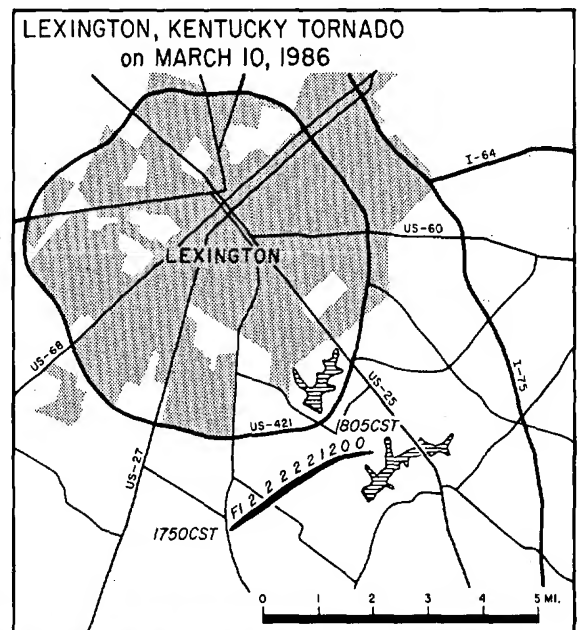 LEXINGTON, KENTUCKY TORNADO
on MARCH 10, 1986
I-64
US-60
LEXINGTON
US-68
US-25
I-75
US-421
1805CST
US-27
F1 2 2 2 2 2 1 2 0 0
1750CST
0 1 2 3 4 5 MI.